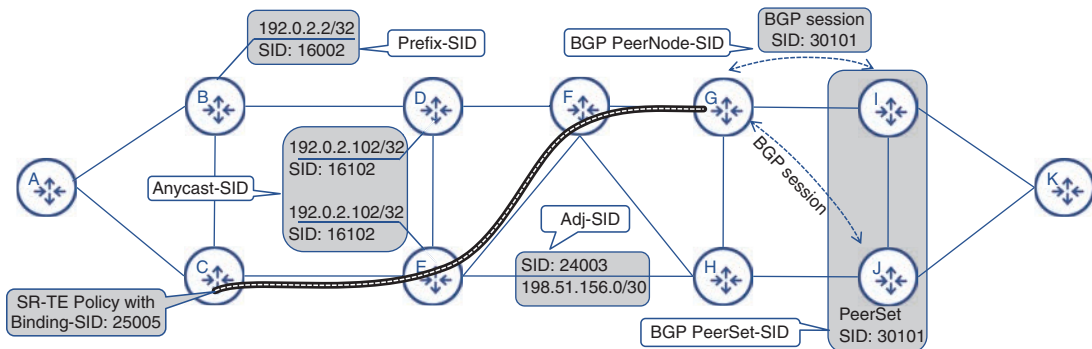 192.0.2.2/32
SID: 16002
Prefix-SID
BGP PeerNode-SID
BGP session
SID: 30101
B
D
F
G
I
192.0.2.102/32
SID: 16102
Anycast-SID
192.0.2.102/32
SID: 16102
BGP session
A
K
Adj-SID
C
E
SID: 24003
198.51.156.0/30
H
J
SR-TE Policy with
Binding-SID: 25005
BGP PeerSet-SID
PeerSet
SID: 30101